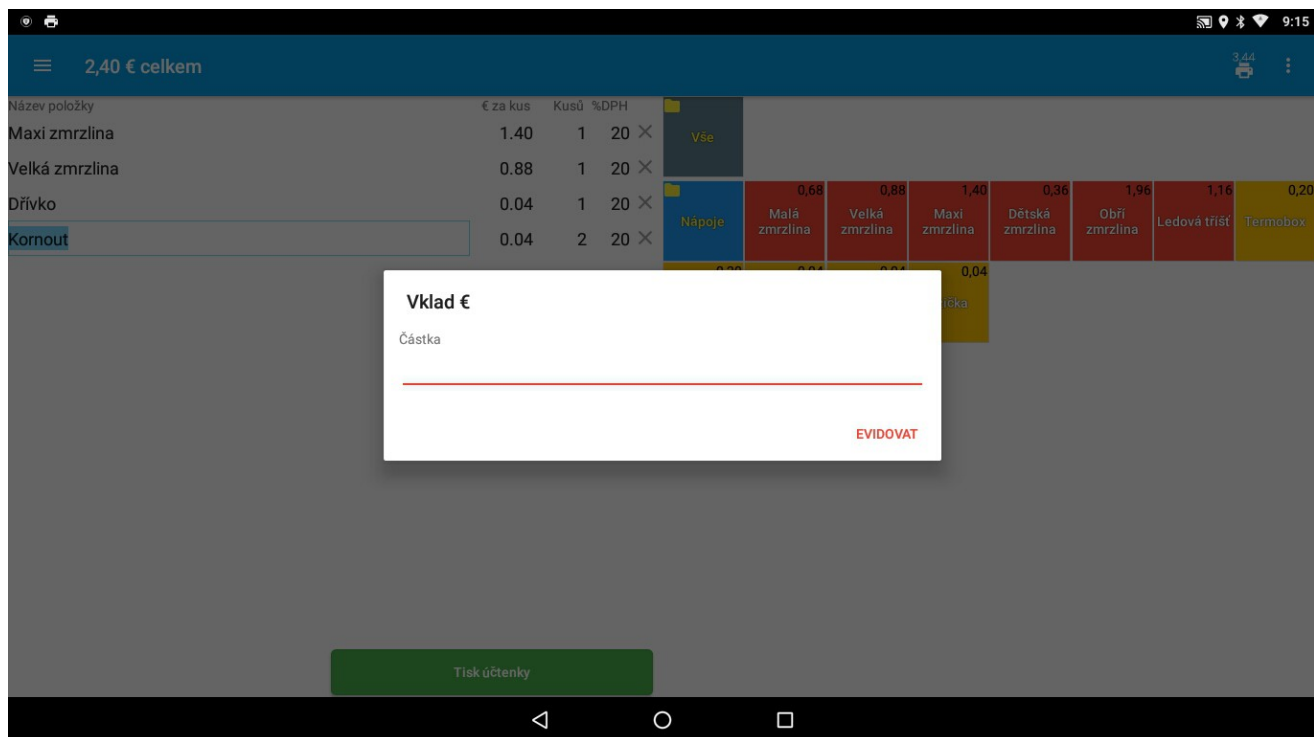 9:15
2,40 € celkem
3,44
Název položky € za kus Kusů %DPH
Maxi zmrzlina 1.40 1 20
Velká zmrzlina 0.88 1 20
Dřívko 0.04 1 20
Kornout 0.04 2 20
Vše
0,68 0,88 1,40 0,36 1,96 1,16 0,20
Nápoje Malá zmrzlina Velká zmrzlina Maxi zmrzlina Dětská zmrzlina Obří zmrzlina Ledová tříšť Termobox
0,04
Vklad €
Částka
EVIDOVAT
Tisk účtenky